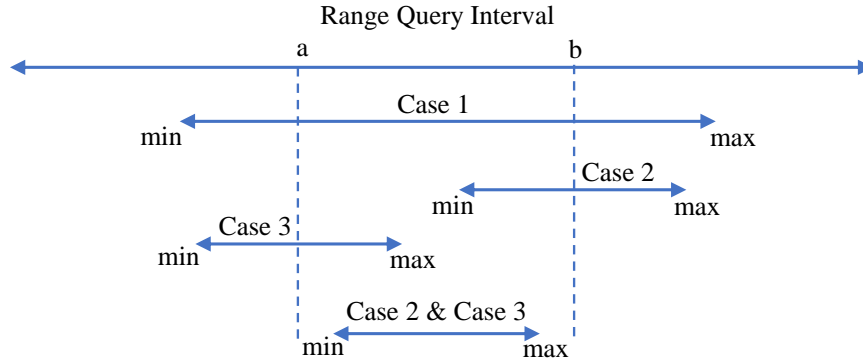 Range Query Interval
a b
Case 1
min max
Case 2
min max
Case 3
min max
Case 2 & Case 3
min max